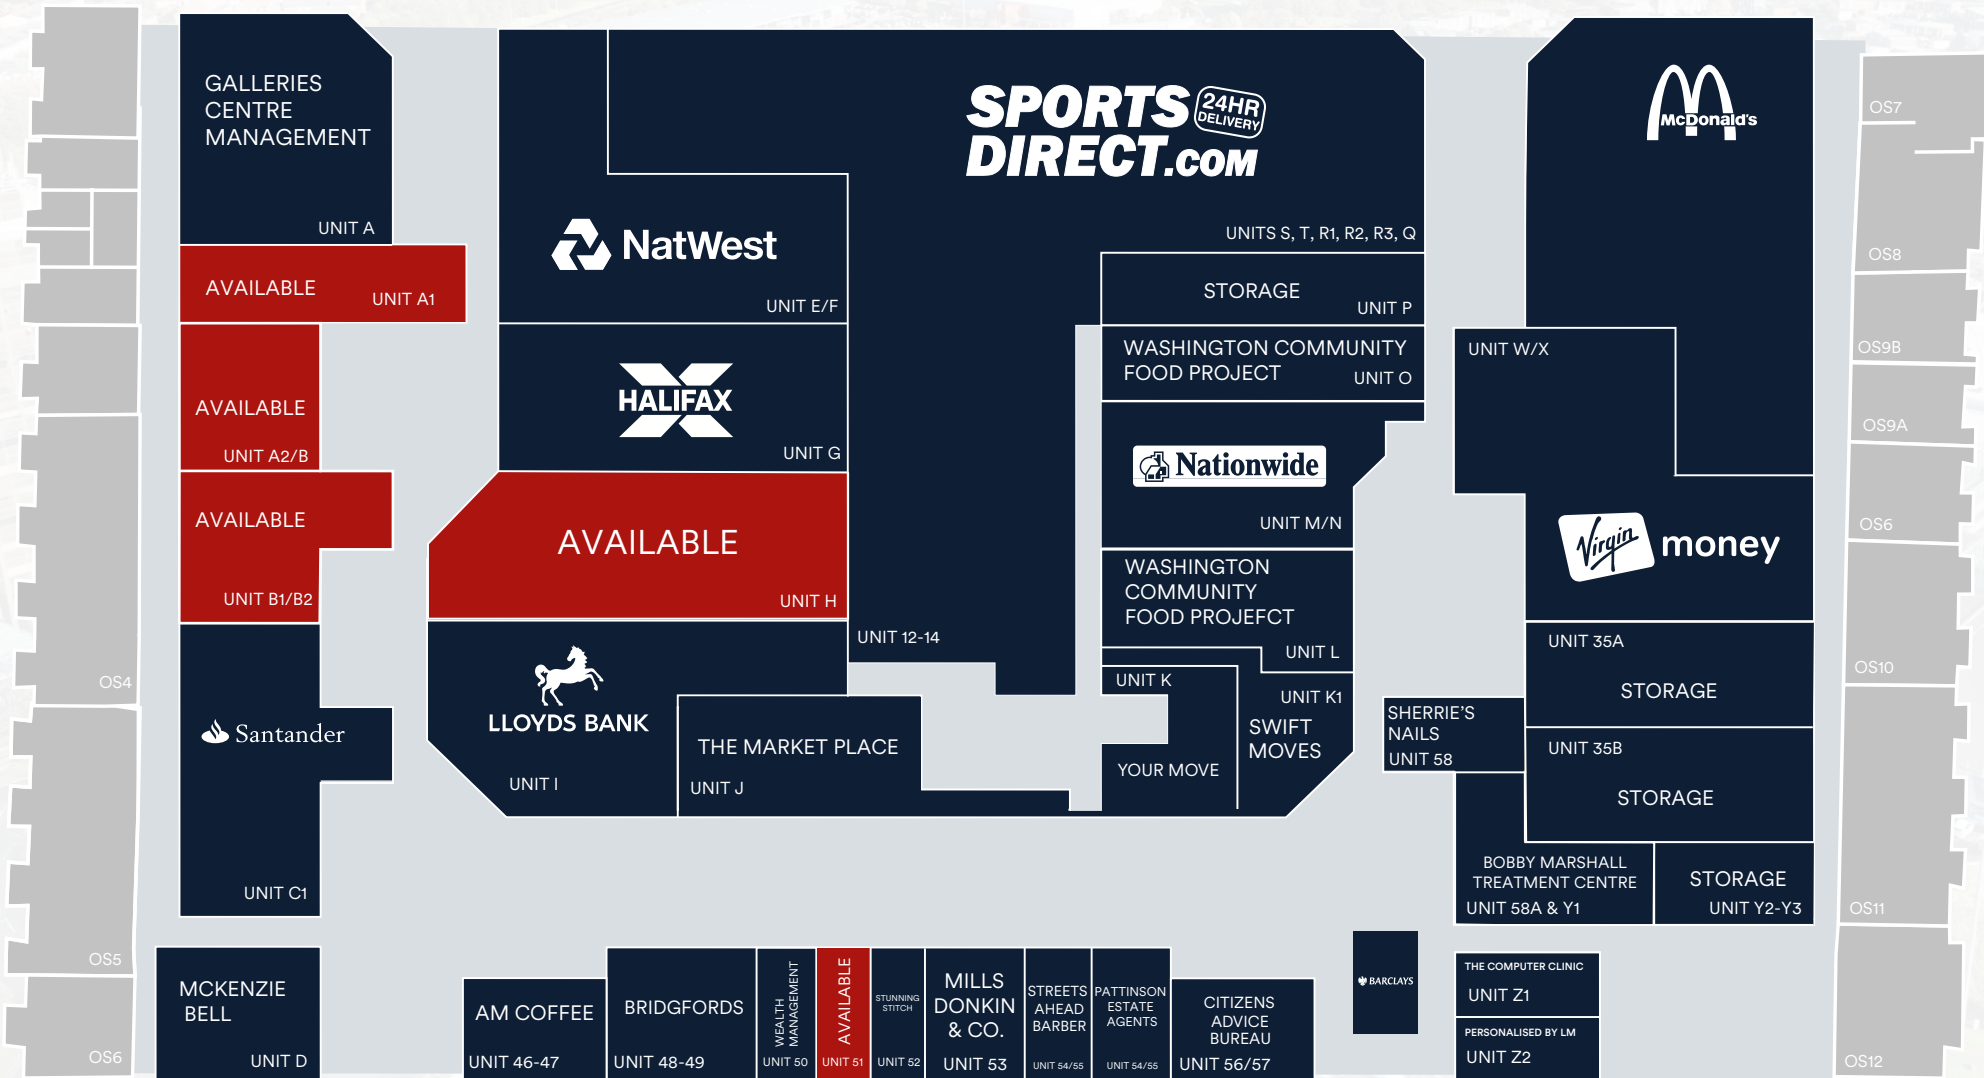 GALLERIES
CENTRE
MANAGEMENT
UNIT A
AVAILABLE
UNIT A1
AVAILABLE
UNIT A2/B
AVAILABLE
UNIT B1/B2
Santander
UNIT C1
MCKENZIE
BELL
UNIT D
NatWest
UNIT E/F
HALIFAX
UNIT G
AVAILABLE
UNIT H
LLOYDS BANK
UNIT I
THE MARKET PLACE
UNIT J
SPORTS
DIRECT.COM
24HR
DELIVERY
UNITS S, T, R1, R2, R3, Q
UNIT 12-14
STORAGE
UNIT P
WASHINGTON COMMUNITY
FOOD PROJECT
UNIT O
Nationwide
UNIT M/N
WASHINGTON
COMMUNITY
FOOD PROJEFCT
UNIT L
UNIT K
YOUR MOVE
UNIT K1
SWIFT
MOVES
McDonald's
UNIT W/X
Virgin money
UNIT 35A
STORAGE
UNIT 35B
STORAGE
SHERRIE'S
NAILS
UNIT 58
BOBBY MARSHALL
TREATMENT CENTRE
UNIT 58A & Y1
STORAGE
UNIT Y2-Y3
AM COFFEE
UNIT 46-47
BRIDGFORDS
UNIT 48-49
WEALTH
MANAGEMENT
UNIT 50
AVAILABLE
UNIT 51
STUNNING
STITCH
UNIT 52
MILLS
DONKIN
& CO.
UNIT 53
STREETS
AHEAD
BARBER
UNIT 54/55
PATTINSON
ESTATE
AGENTS
UNIT 54/55
CITIZENS
ADVICE
BUREAU
UNIT 56/57
BARCLAYS
THE COMPUTER CLINIC
UNIT Z1
PERSONALISED BY LM
UNIT Z2
OS4
OS5
OS6
OS7
OS8
OS9B
OS9A
OS6
OS10
OS11
OS12